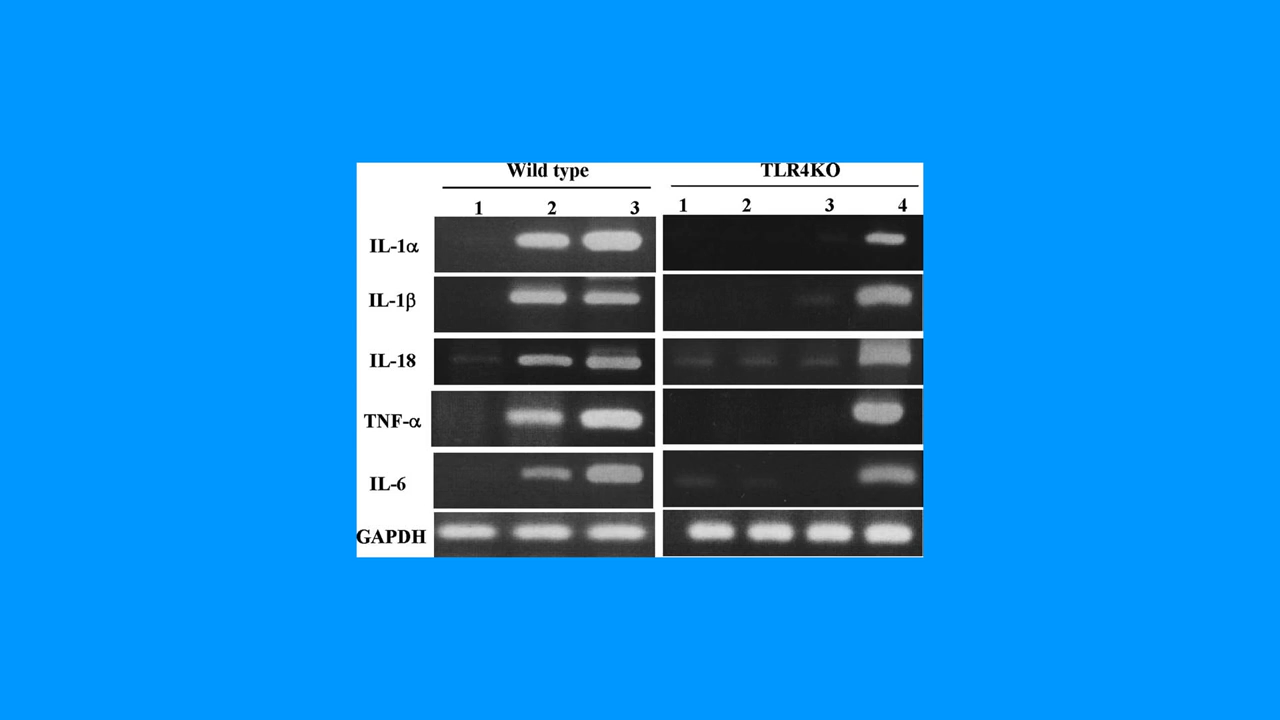 Wild type TLR4KO
1 2 3 1 2 3 4
IL-1α
IL-1β
IL-18
TNF-α
IL-6
GAPDH